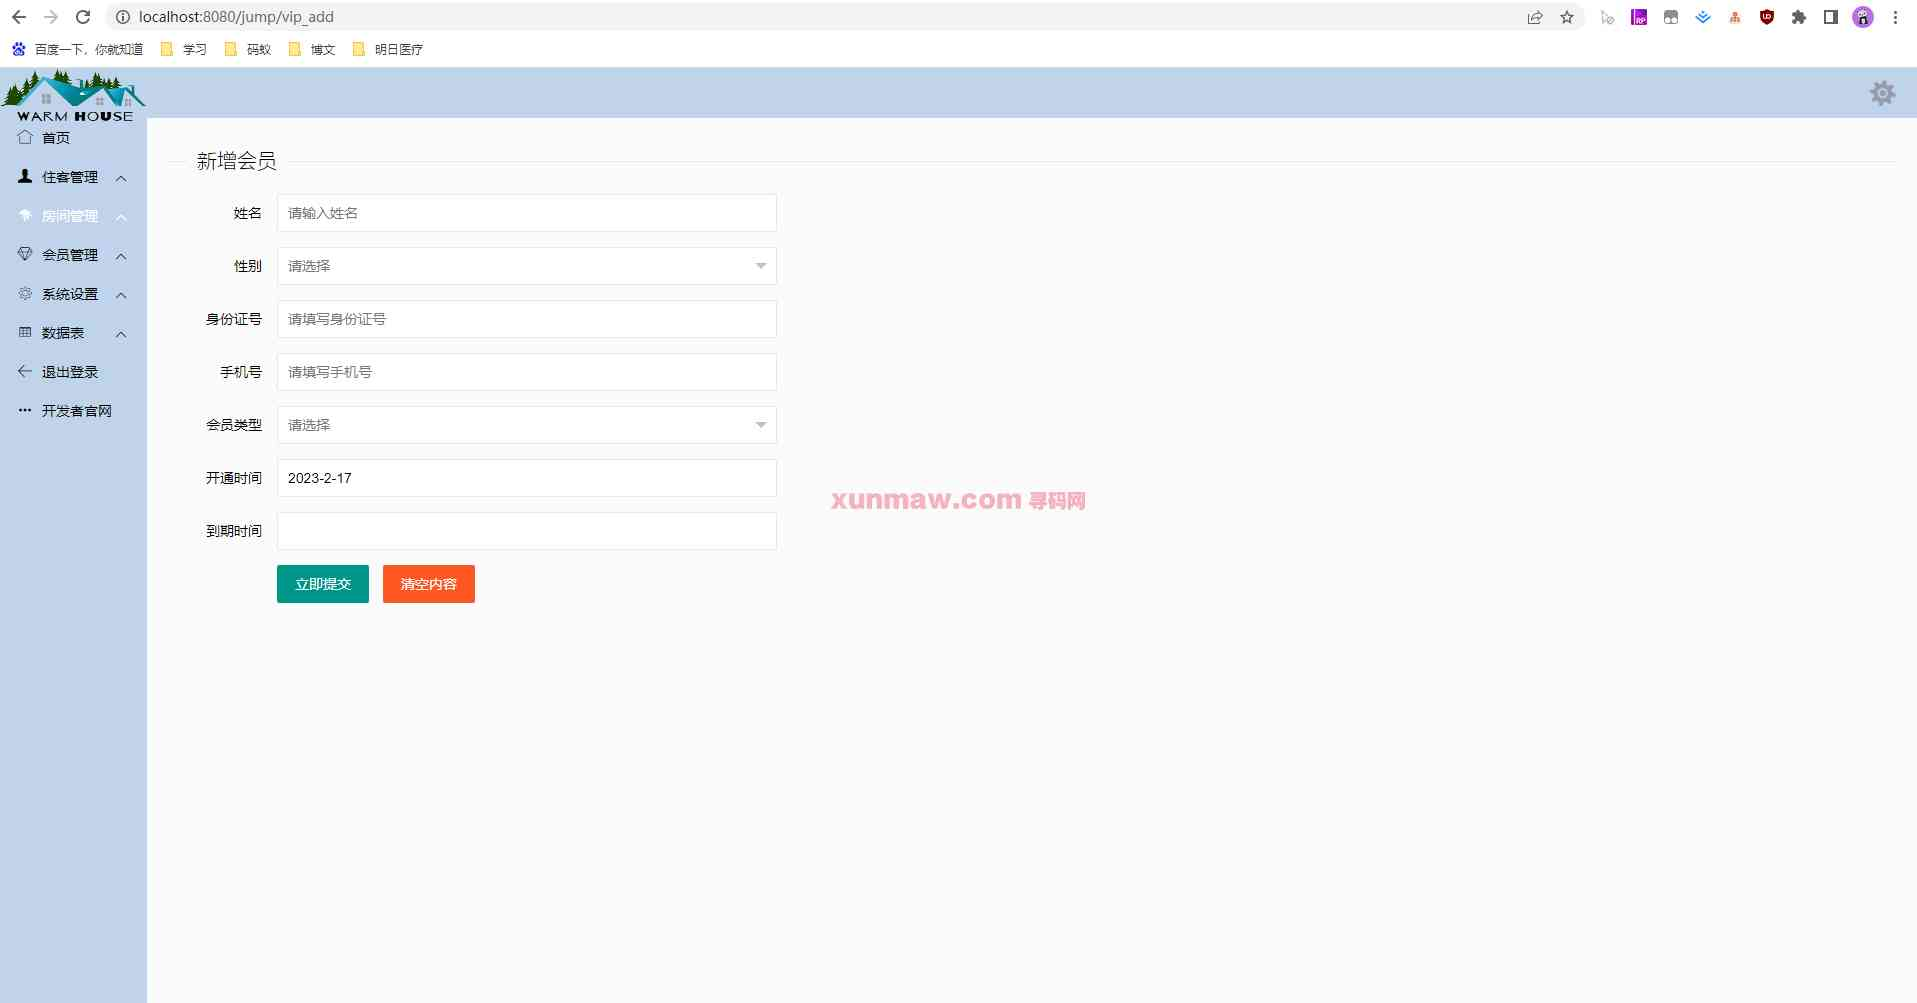 localhost:8080/jump/vip_add
百度一下，你就知道
学习
码蚁
博文
明日医疗
WARM HOUSE
首页
住客管理
房间管理
会员管理
系统设置
数据表
退出登录
开发者官网
新增会员
姓名 请输入姓名
性别 请选择
身份证号 请填写身份证号
手机号 请填写手机号
会员类型 请选择
开通时间 2023-2-17
到期时间
立即提交 清空内容
xunmaw.com 寻码网